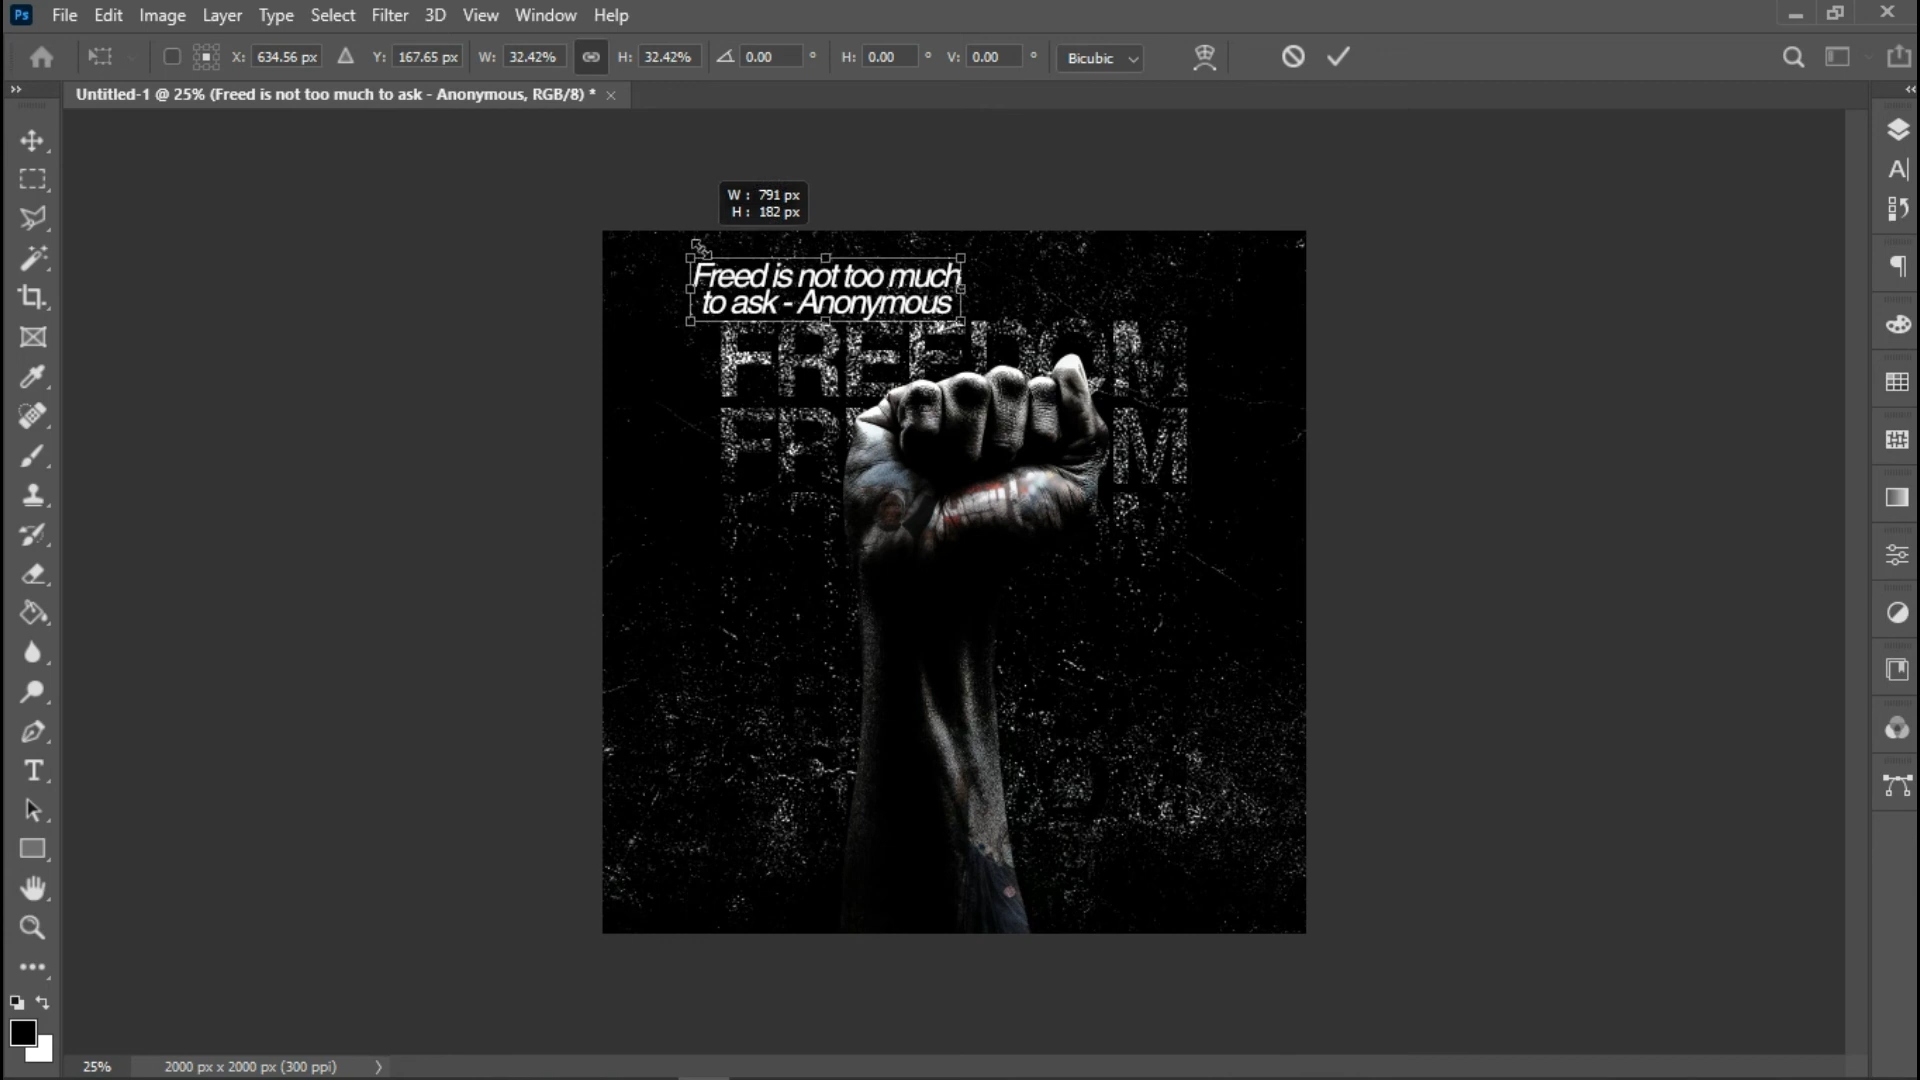 Ps File Edit Image Layer Type Select Filter 3D View Window Help
X: 634.56 px Y: 167.65 px W: 32.42% H: 32.42% 0.00 ° H: 0.00 ° V: 0.00 ° Bicubic
Untitled-1 @ 25% (Freed is not too much to ask - Anonymous, RGB/8) * ×
W : 791 px
H : 182 px
Freed is not too much
to ask - Anonymous
FREEDOM
25% 2000 px x 2000 px (300 ppi)